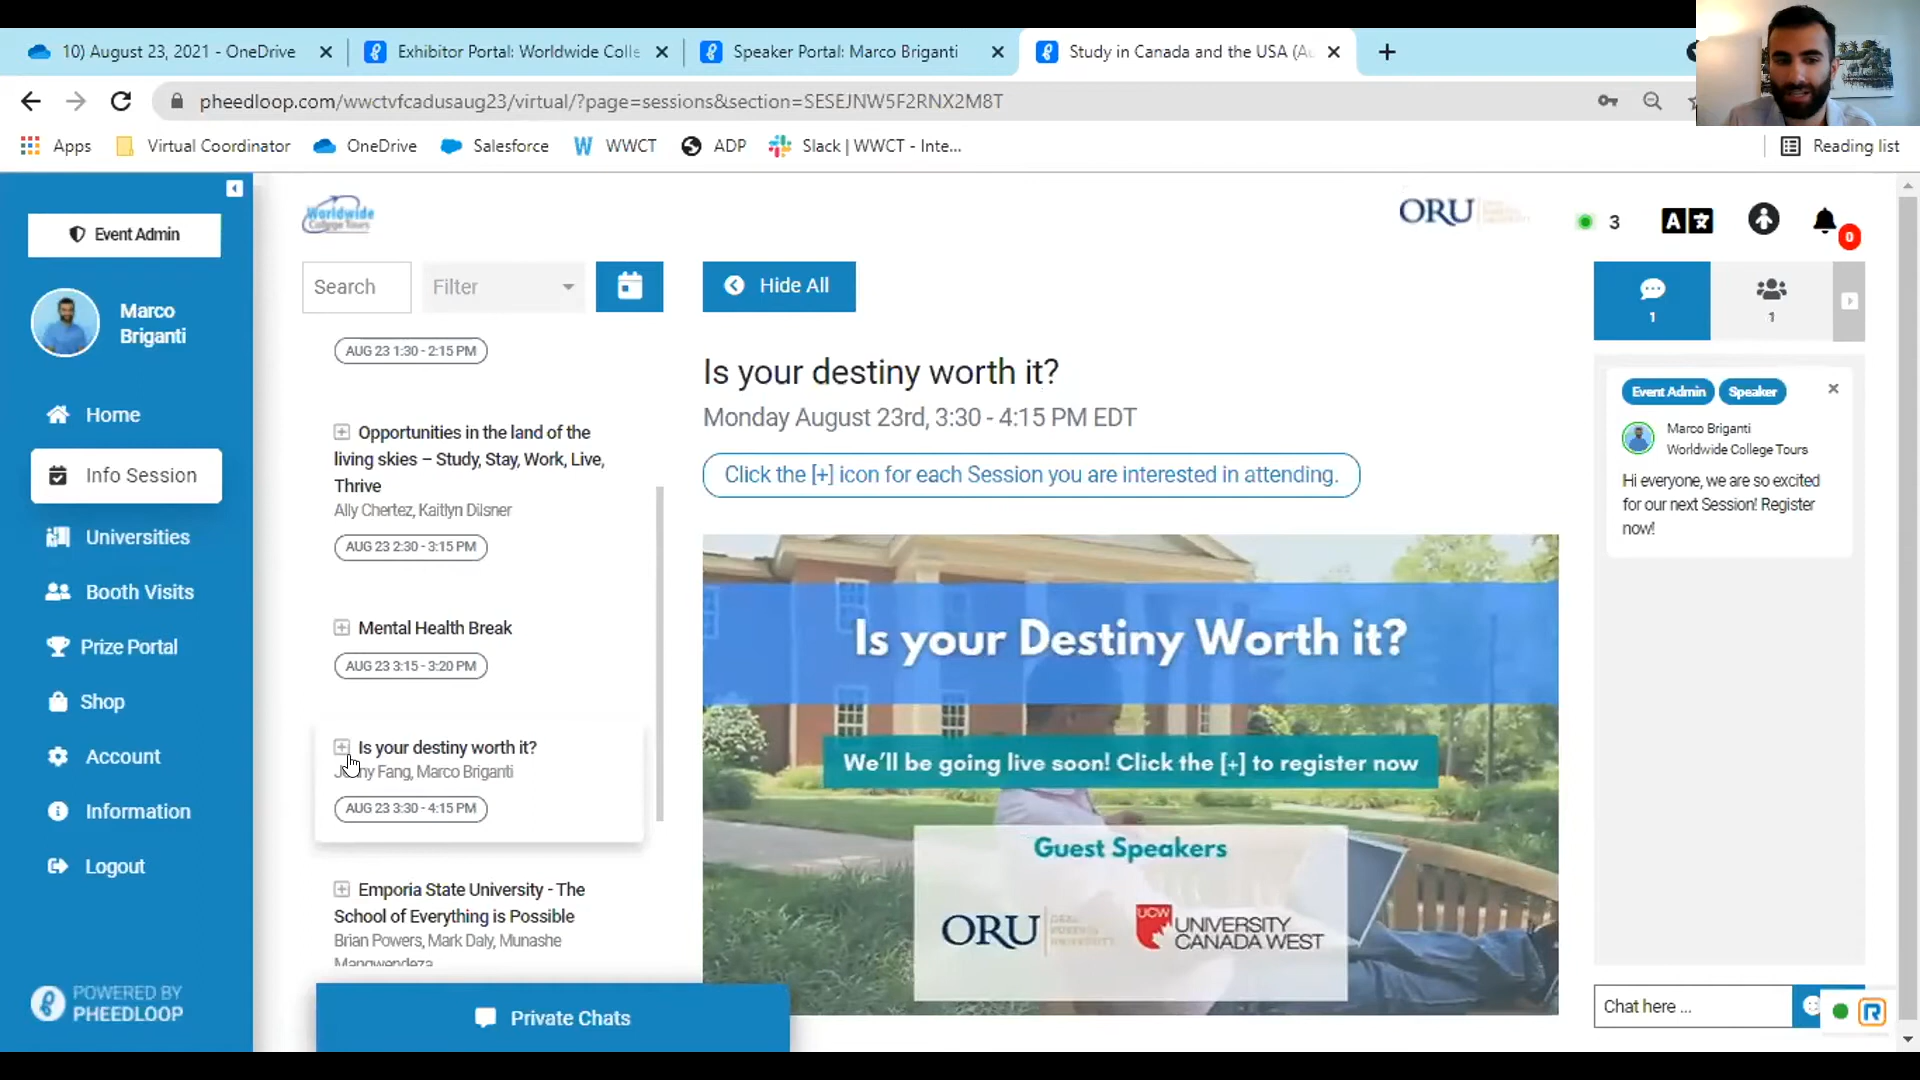 10) August 23, 2021 - OneDrive
Exhibitor Portal: Worldwide Colle
Speaker Portal: Marco Briganti
Study in Canada and the USA (Au
pheedloop.com/wwctvfcadusaug23/virtual/?page=sessions&section=SESEJNW5F2RNX2M8T
Apps
Virtual Coordinator
OneDrive
Salesforce
WWCT
ADP
Slack | WWCT - Inte...
Reading list
Event Admin
Marco
Briganti
Home
Info Session
Universities
Booth Visits
Prize Portal
Shop
Account
Information
Logout
POWERED BY
PHEEDLOOP
Worldwide
College Tours
ORU
3
0
Search
Filter
AUG 23 1:30 - 2:15 PM
Opportunities in the land of the
living skies – Study, Stay, Work, Live,
Thrive
Ally Chertez, Kaitlyn Dilsner
AUG 23 2:30 - 3:15 PM
Mental Health Break
AUG 23 3:15 - 3:20 PM
Is your destiny worth it?
Fang, Marco Briganti
AUG 23 3:30 - 4:15 PM
Emporia State University - The
School of Everything is Possible
Brian Powers, Mark Daly, Munashe
Mangwendeza
Private Chats
Hide All
Is your destiny worth it?
Monday August 23rd, 3:30 - 4:15 PM EDT
Click the [+] icon for each Session you are interested in attending.
Is your Destiny Worth it?
We'll be going live soon! Click the [+] to register now
Guest Speakers
ORU
UCW
UNIVERSITY
CANADA WEST
1
1
Event Admin
Speaker
Marco Briganti
Worldwide College Tours
Hi everyone, we are so excited
for our next Session! Register
now!
Chat here ...